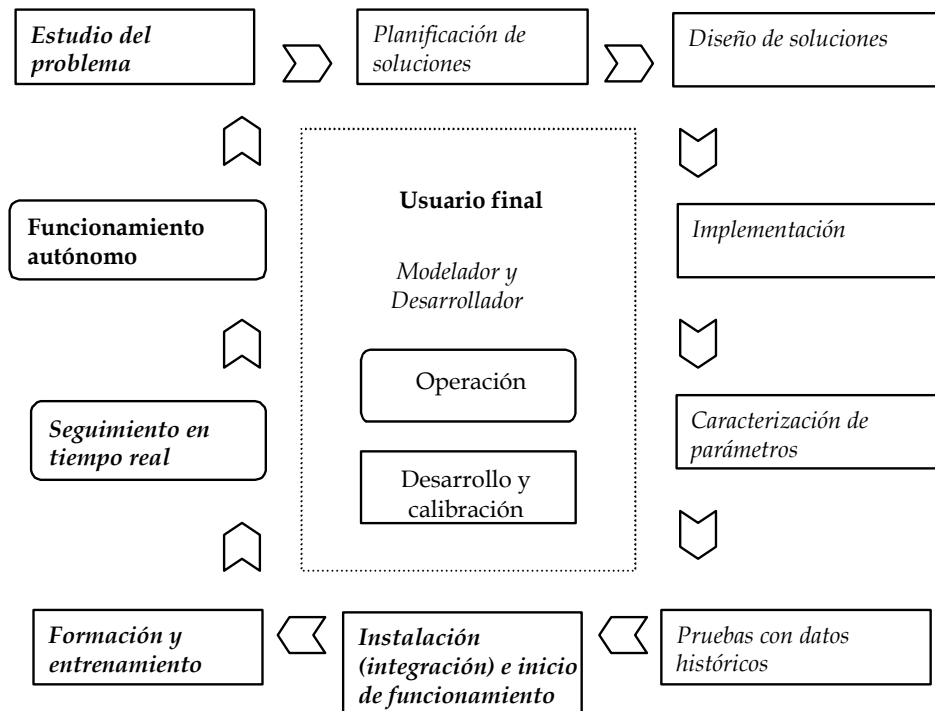 Estudio del
problema
Planificación de
soluciones
Diseño de soluciones
Usuario final
Modelador y
Desarrollador
Operación
Desarrollo y
calibración
Funcionamiento
autónomo
Implementación
Seguimiento en
tiempo real
Caracterización de
parámetros
Formación y
entrenamiento
Instalación
(integración) e inicio
de funcionamiento
Pruebas con datos
históricos